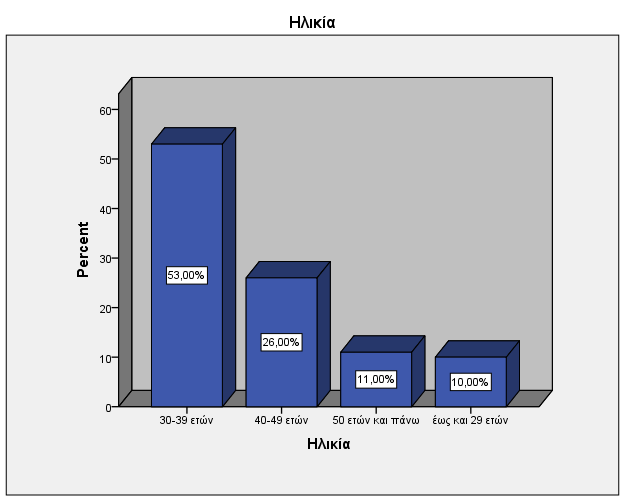 Ηλικία
60
50
40
30
20
10
0
Percent
53,00%
26,00%
11,00%
10,00%
30-39 ετών
40-49 ετών
50 ετών και πάνω
έως και 29 ετών
Ηλικία